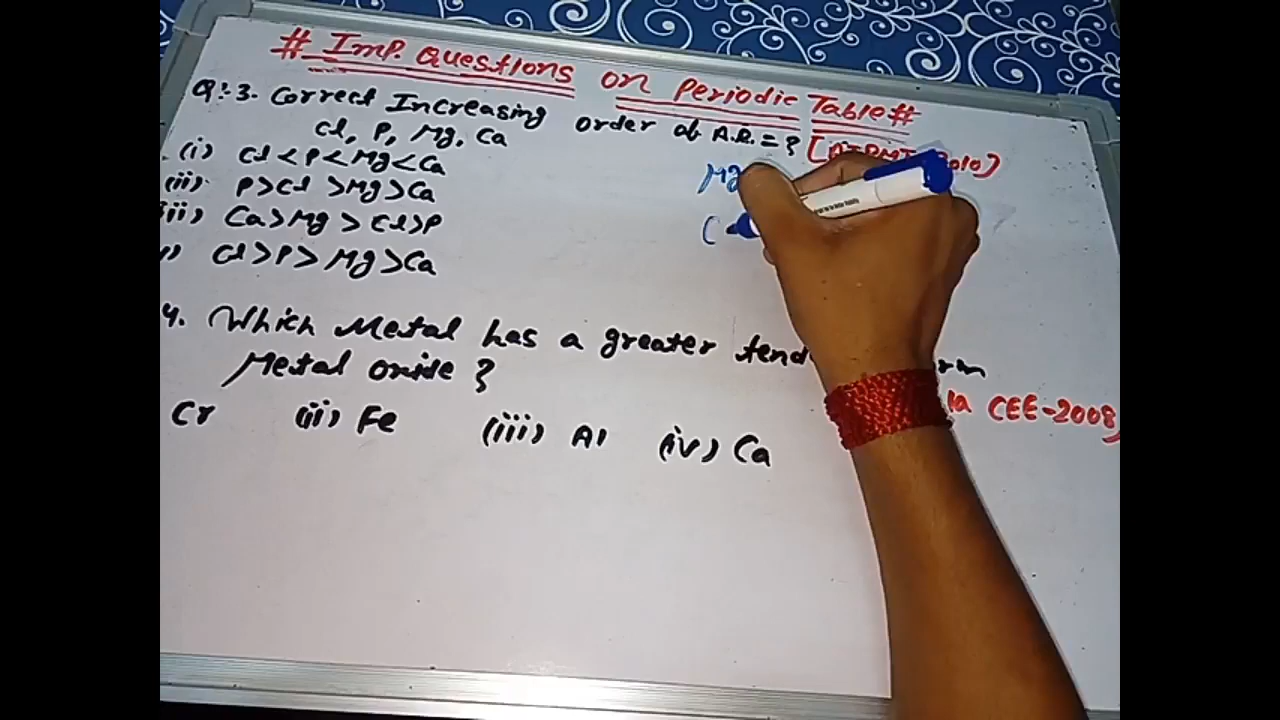 # Imp. Questions on Periodic Table #
Q:3. Correct Increasing order of A.R. = ?
Cl, P, Mg, Ca
(i) Cl < P < Mg < Ca
(ii) P > Cl > Mg > Ca
ii) Ca > Mg > Cl > P
) Cl > P > Mg > Ca
Mg
4. Which Metal has a greater
Metal oxide ?
CEE-2008,
Cr (ii) Fe (iii) Al (iv) Ca